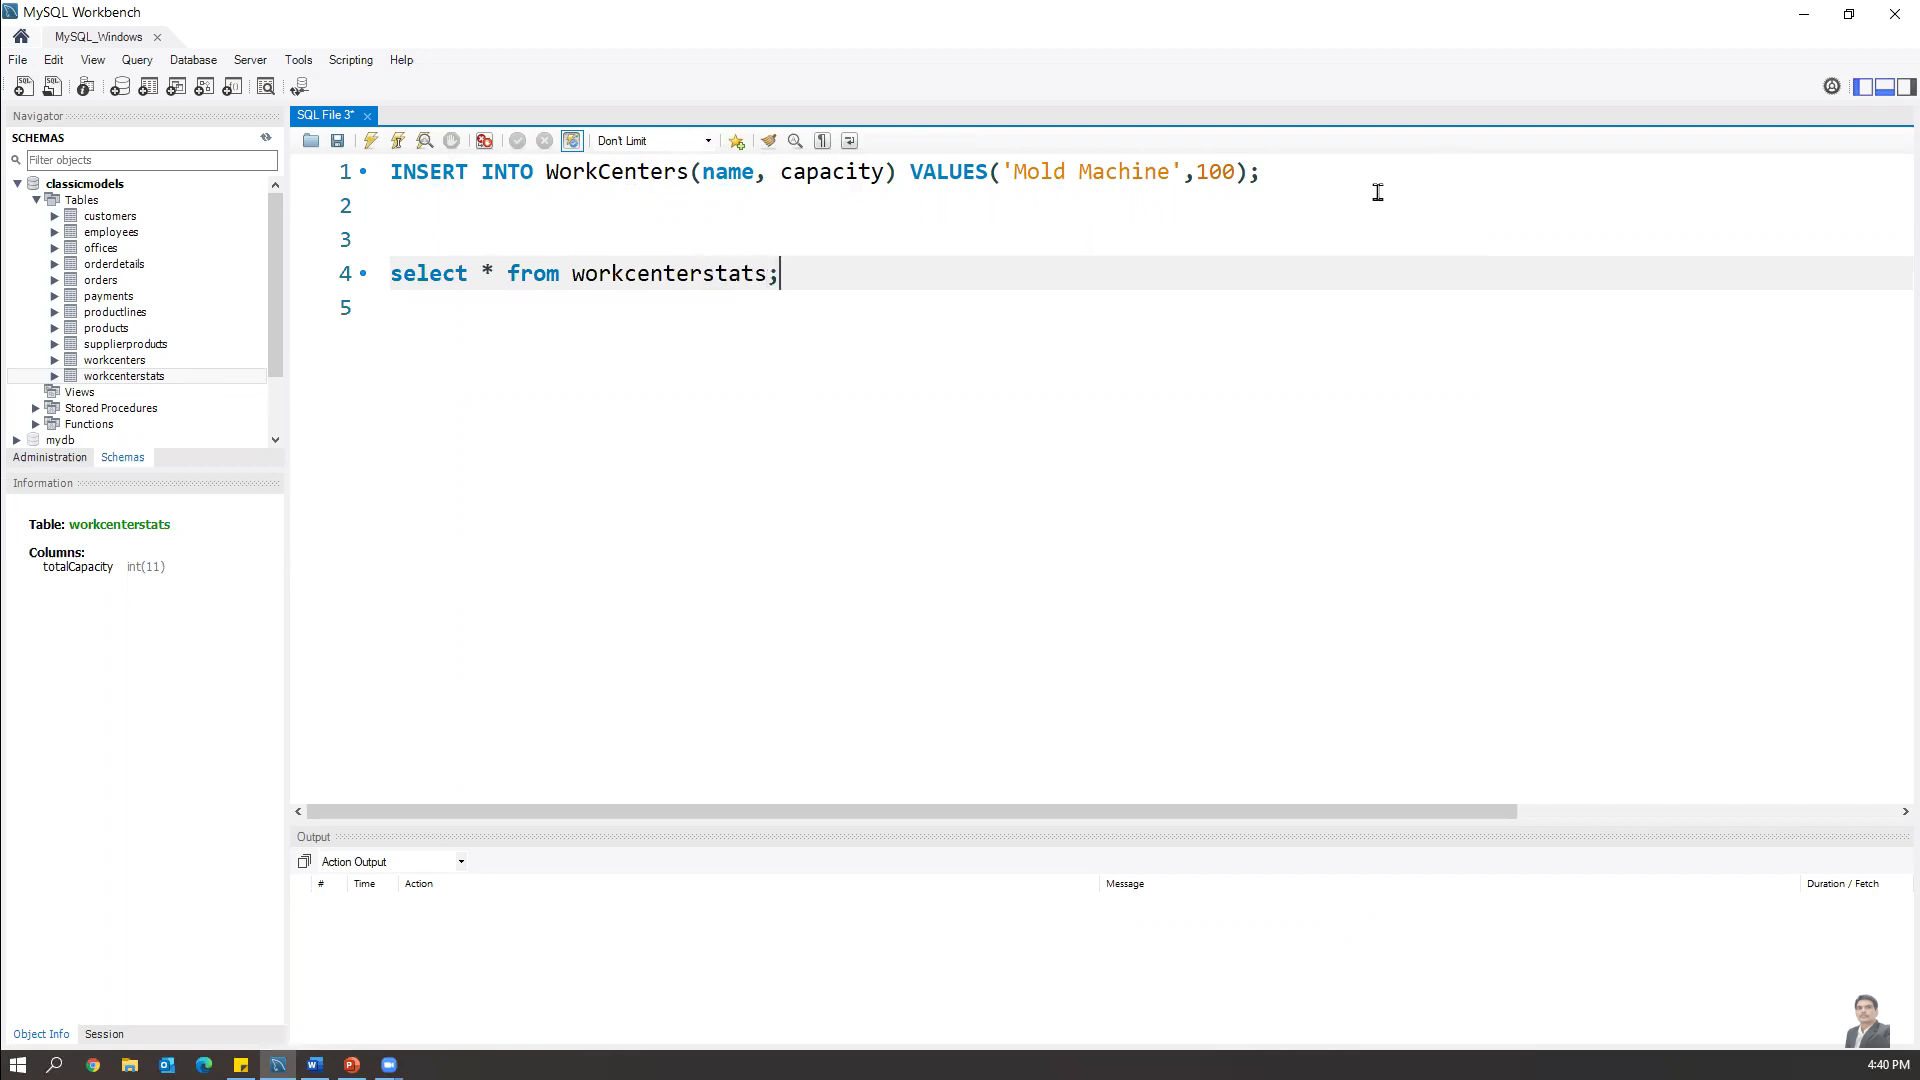 MySQL Workbench
MySQL_Windows
File Edit View Query Database Server Tools Scripting Help
Navigator
SCHEMAS
Filter objects
classicmodels
Tables
customers
employees
offices
orderdetails
orders
payments
productlines
products
supplierproducts
workcenters
workcenterstats
Views
Stored Procedures
Functions
mydb
Administration Schemas
Information
Table: workcenterstats
Columns:
totalCapacity int(11)
Object Info Session
SQL File 3*
Don't Limit
1 INSERT INTO WorkCenters(name, capacity) VALUES('Mold Machine',100);
2
3
4 select * from workcenterstats;
5
Output
Action Output
# Time Action Message Duration / Fetch
4:40 PM